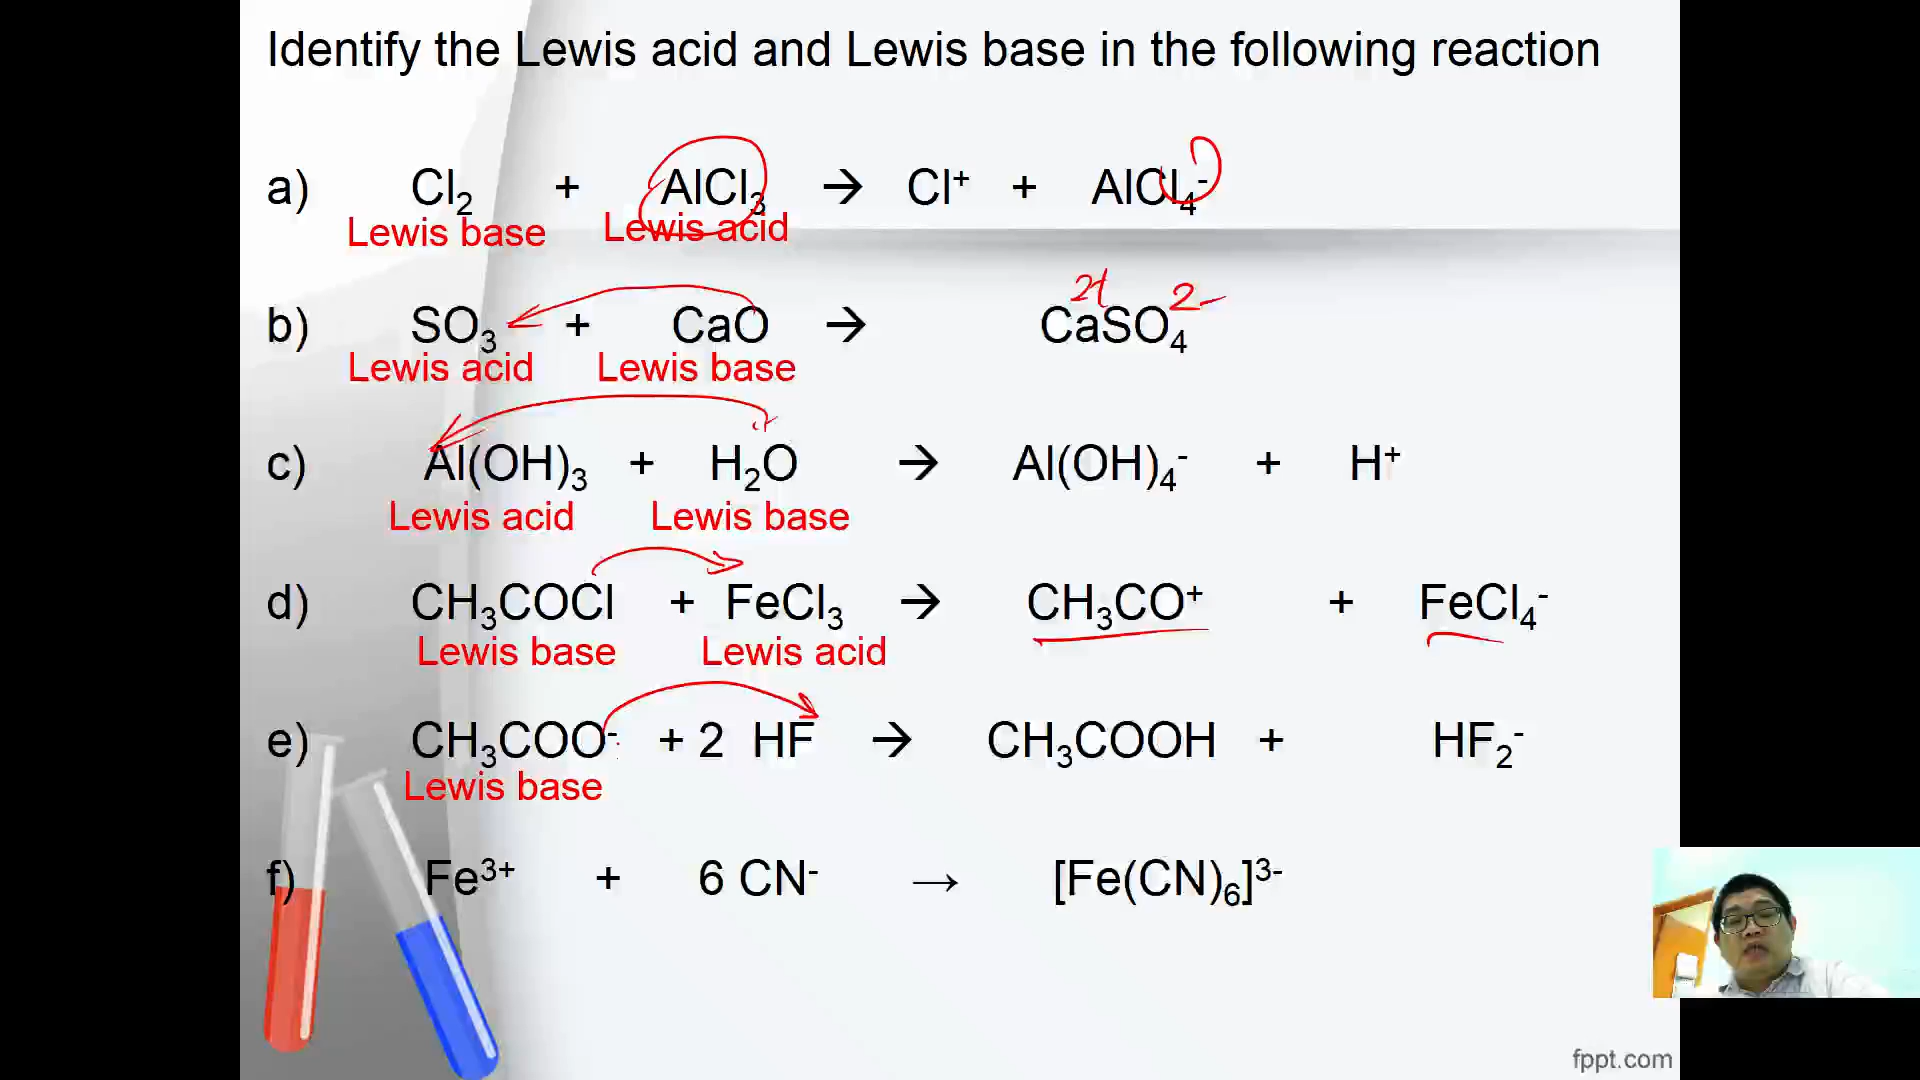 Identify the Lewis acid and Lewis base in the following reaction
a) Cl₂ + AlCl₃ → Cl⁺ + AlCl₄⁻
Lewis base Lewis acid
2+ 2-
b) SO₃ + CaO → CaSO₄
Lewis acid Lewis base
c) Al(OH)₃ + H₂O → Al(OH)₄⁻ + H⁺
Lewis acid Lewis base
d) CH₃COCl + FeCl₃ → CH₃CO⁺ + FeCl₄⁻
Lewis base Lewis acid
e) CH₃COO⁻ + 2 HF → CH₃COOH + HF₂⁻
Lewis base
f) Fe³⁺ + 6 CN⁻ → [Fe(CN)₆]³⁻
fppt.com